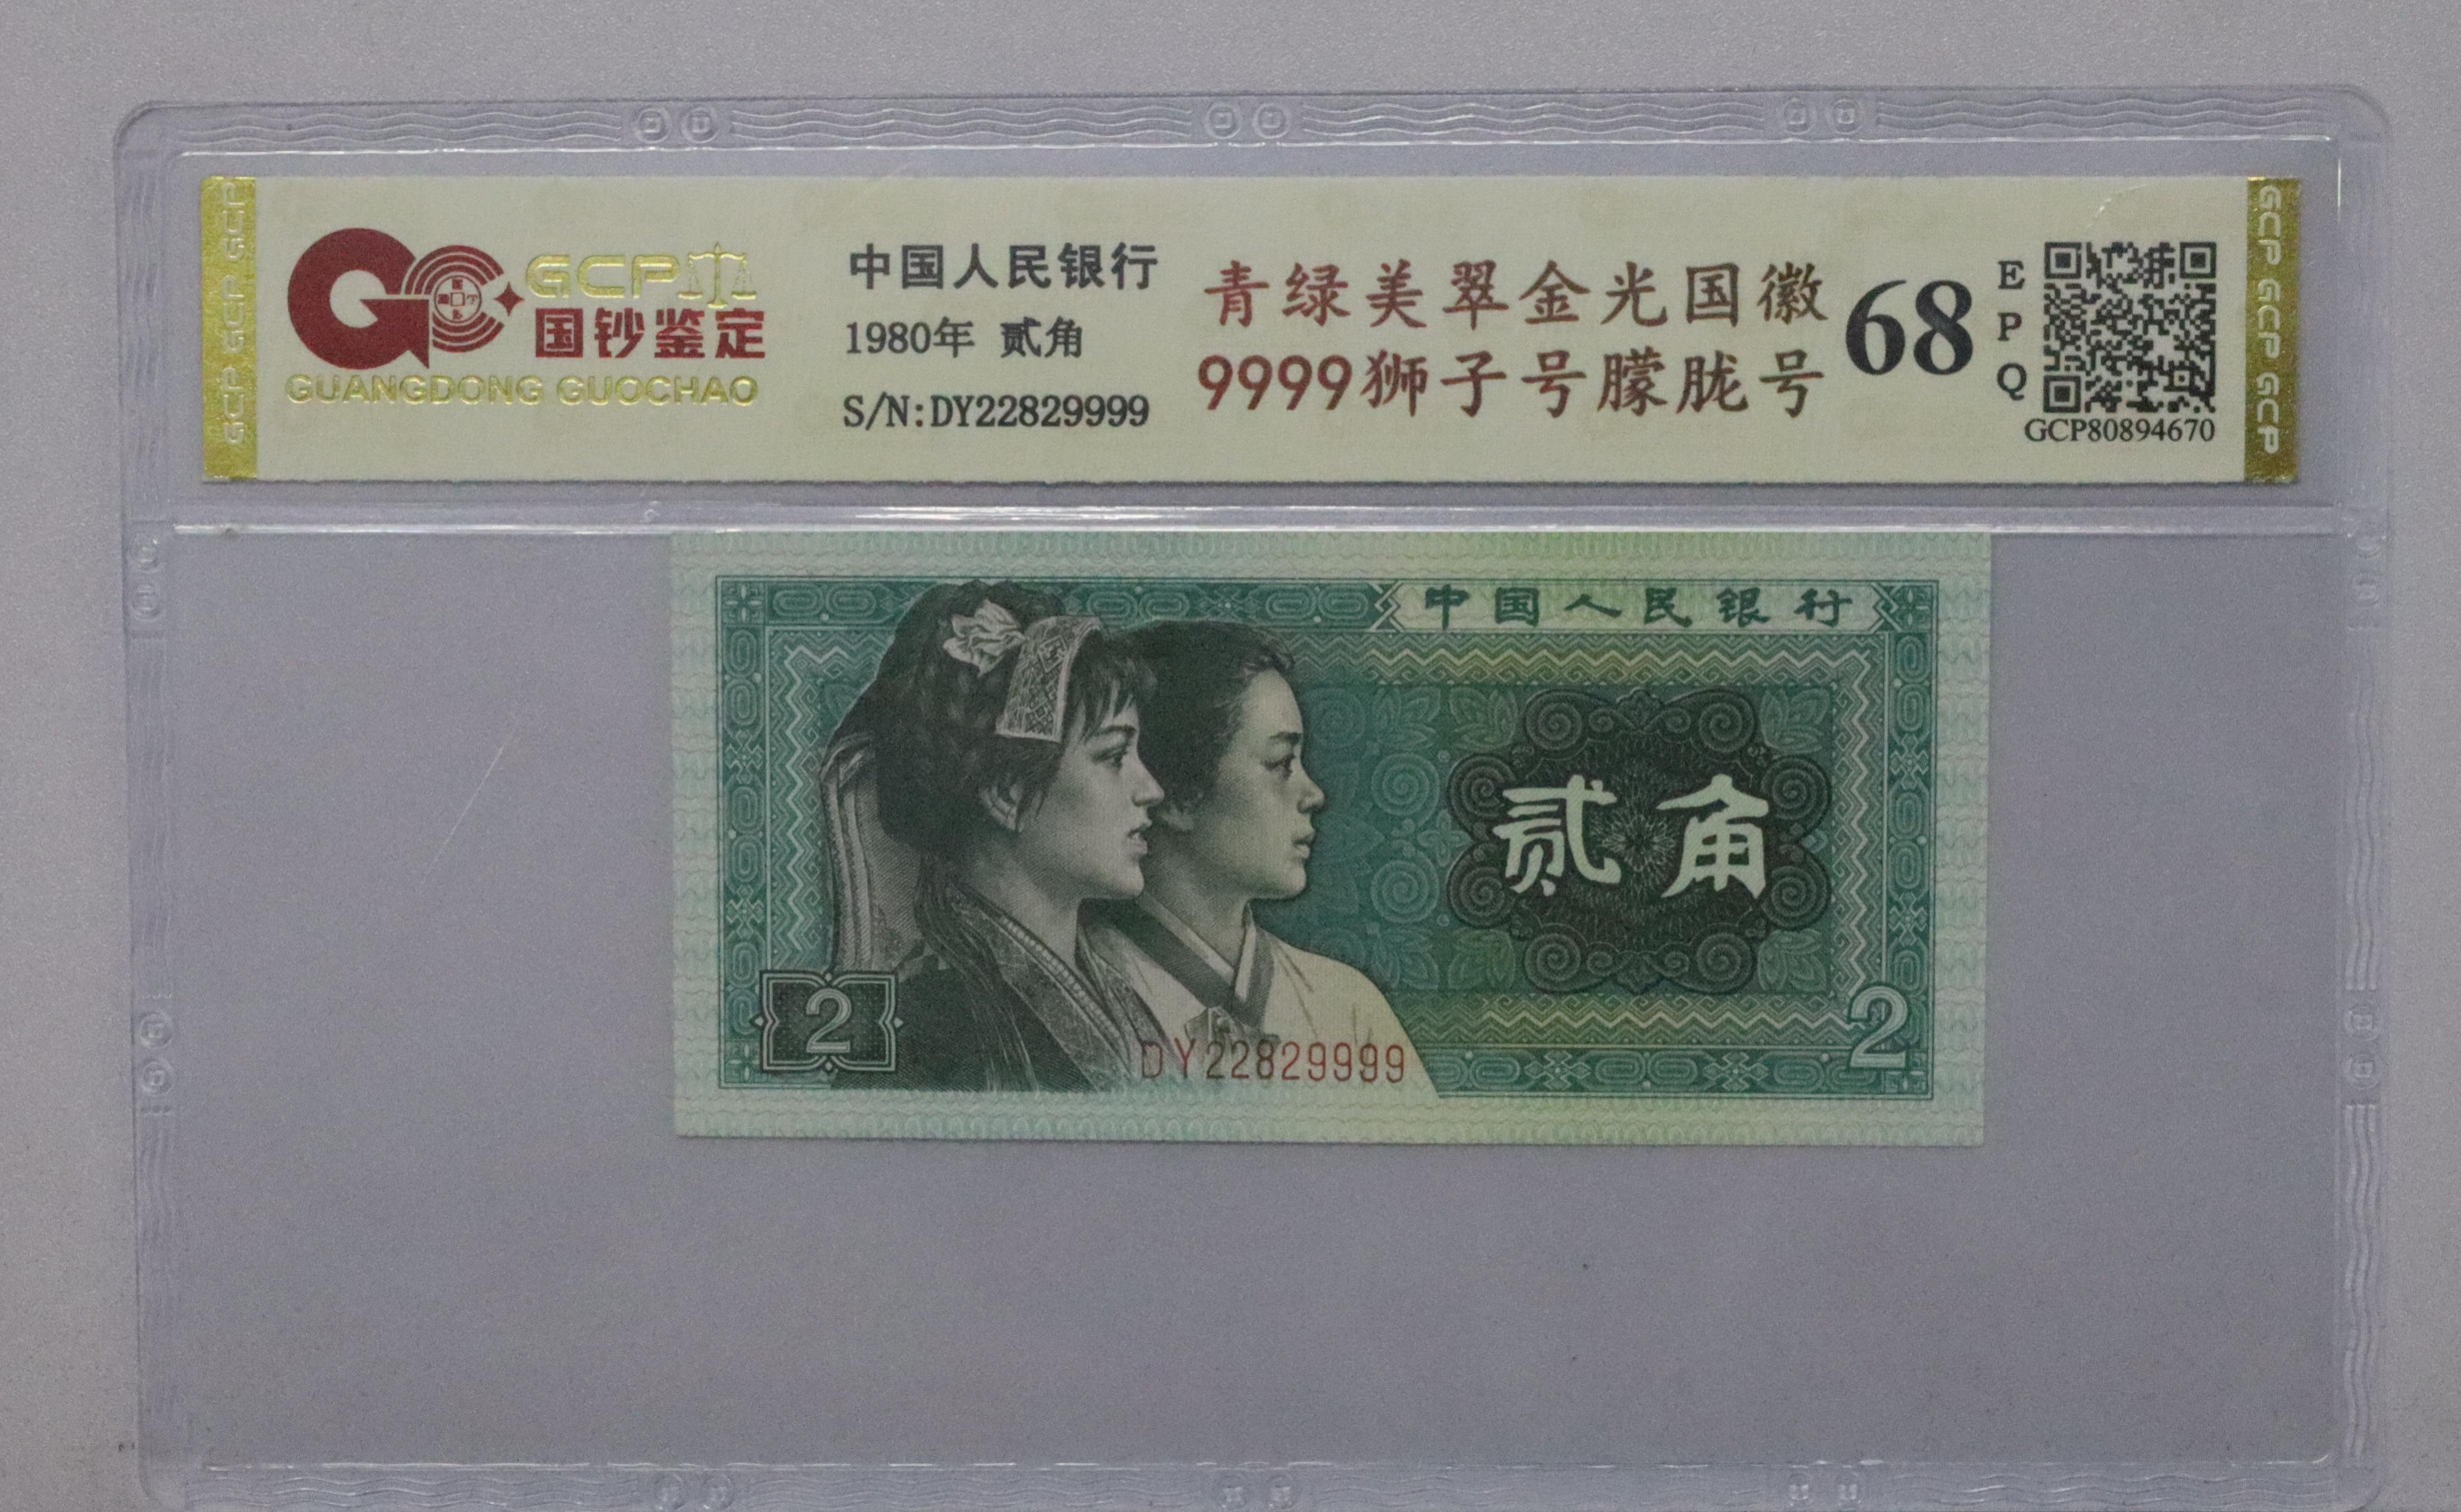 GCP GCP GCP
GCP
国钞鉴定
GUANGDONG GUOCHAO
中国人民银行
1980年 贰角
S/N:DY22829999
青绿美翠金光国徽
9999狮子号朦胧号
68
E
P
Q
GCP80894670
GCP GCP GCP
中国人民银行
贰角
2
DY22829999
2